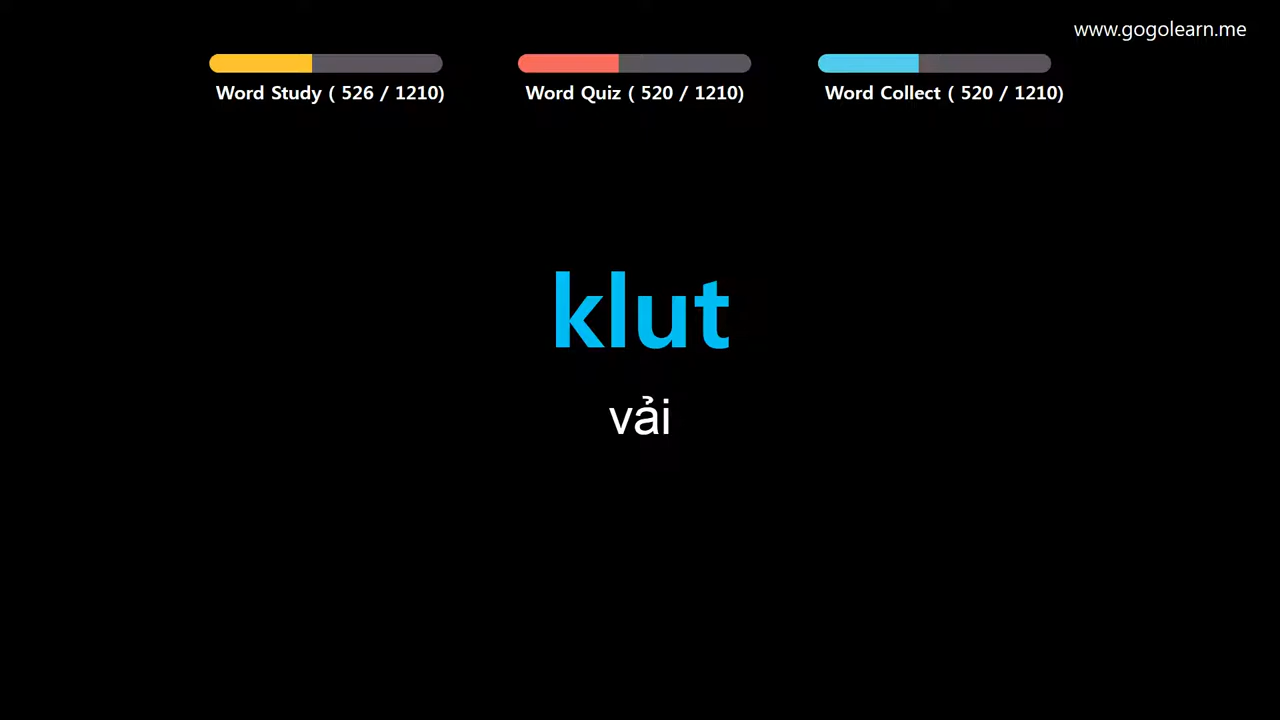 www.gogolearn.me
Word Study ( 526 / 1210)
Word Quiz ( 520 / 1210)
Word Collect ( 520 / 1210)
klut
vải